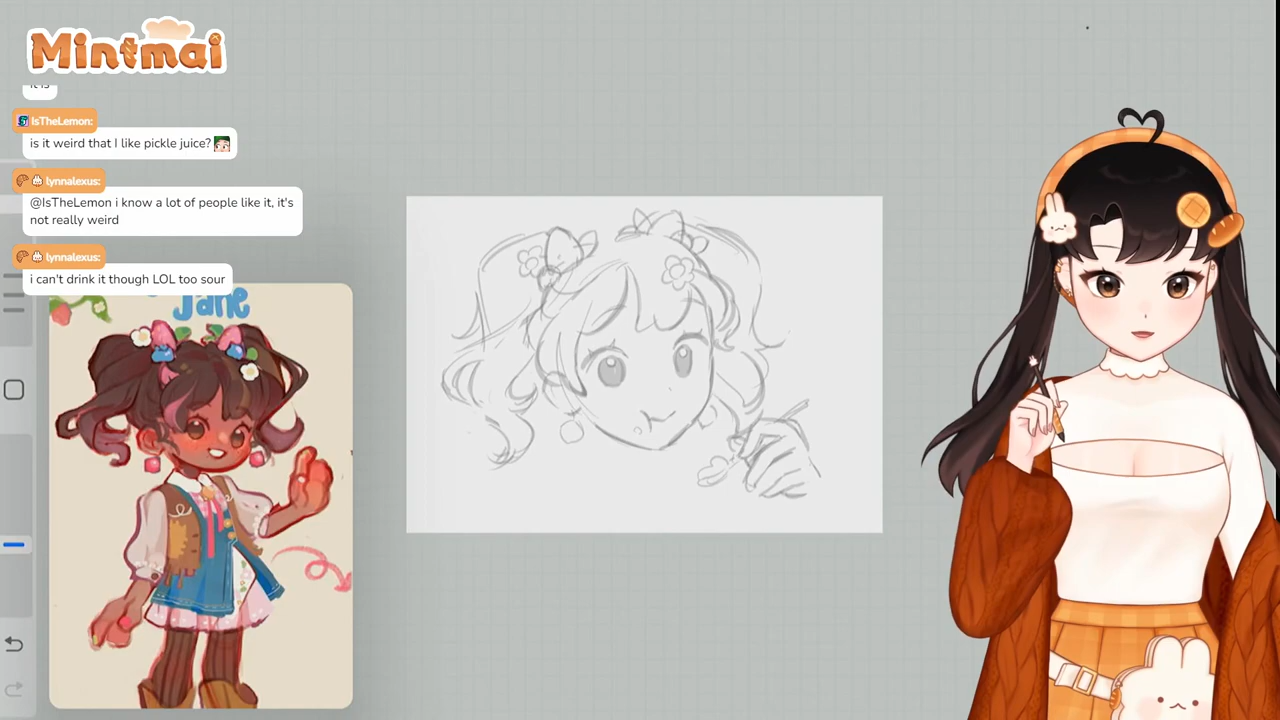 Mintmai
it is
IsTheLemon:
is it weird that I like pickle juice?
lynnalexus:
@IsTheLemon i know a lot of people like it, it's
not really weird
lynnalexus:
i can't drink it though LOL too sour
Jane